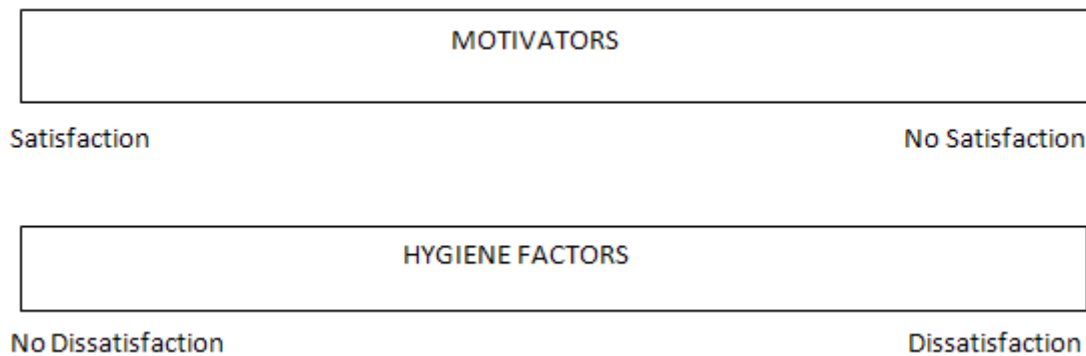 MOTIVATORS
Satisfaction No Satisfaction
HYGIENE FACTORS
No Dissatisfaction Dissatisfaction